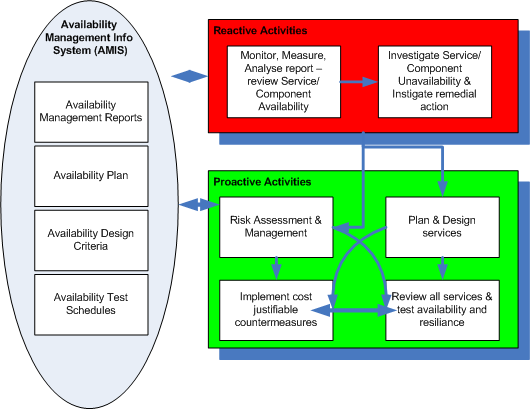 Availability
Management Info
System (AMIS)
Availability
Management Reports
Availability Plan
Availability Design
Criteria
Availability Test
Schedules
Reactive Activities
Monitor, Measure,
Analyse report –
review Service/
Component
Availability
Investigate Service/
Component
Unavailability &
Instigate remedial
action
Proactive Activities
Risk Assessment &
Management
Plan & Design
services
Implement cost
justifiable
countermeasures
Review all services &
test availability and
resiliance